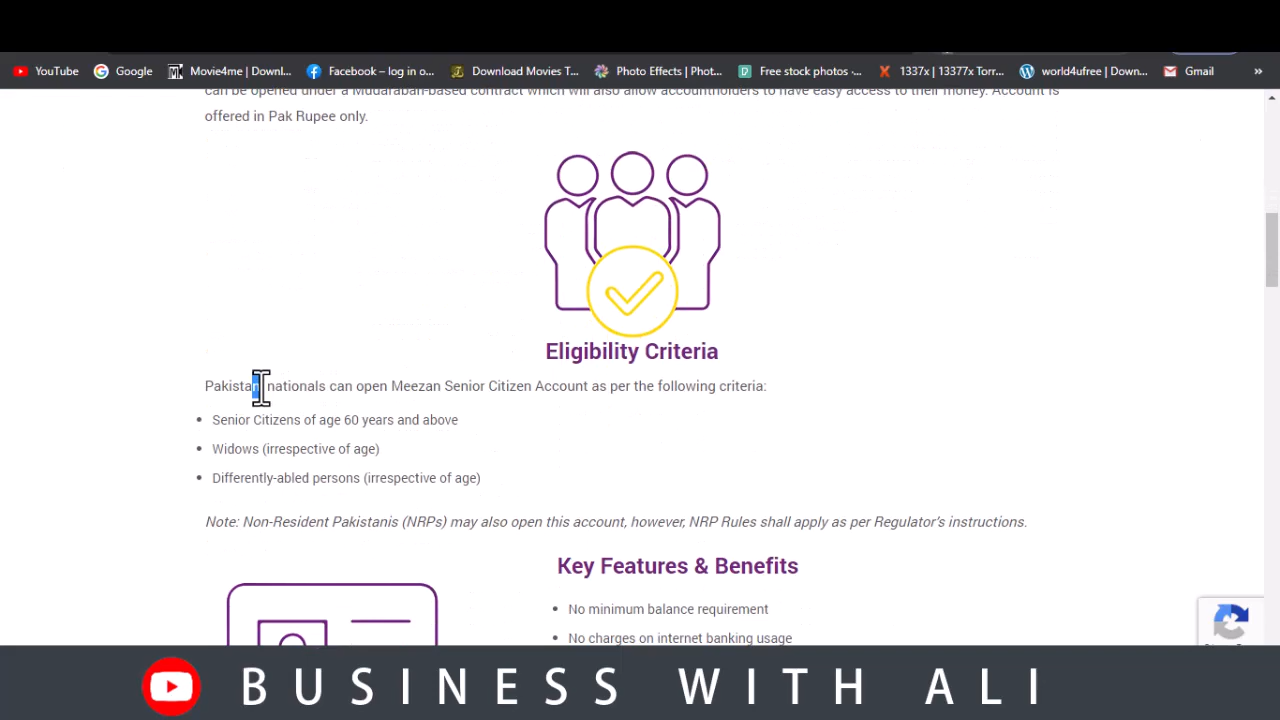 YouTube
Google
Movie4me | Downl...
Facebook – log in o...
Download Movies T...
Photo Effects | Phot...
Free stock photos ·...
1337x | 13377x Torr...
world4ufree | Down...
Gmail
»
can be opened under a Mudarabah-based contract which will also allow accountholders to have easy access to their money. Account is
offered in Pak Rupee only.
Eligibility Criteria
Pakistan nationals can open Meezan Senior Citizen Account as per the following criteria:
• Senior Citizens of age 60 years and above
• Widows (irrespective of age)
• Differently-abled persons (irrespective of age)
Note: Non-Resident Pakistanis (NRPs) may also open this account, however, NRP Rules shall apply as per Regulator's instructions.
Key Features & Benefits
• No minimum balance requirement
• No charges on internet banking usage
BUSINESS WITH ALI